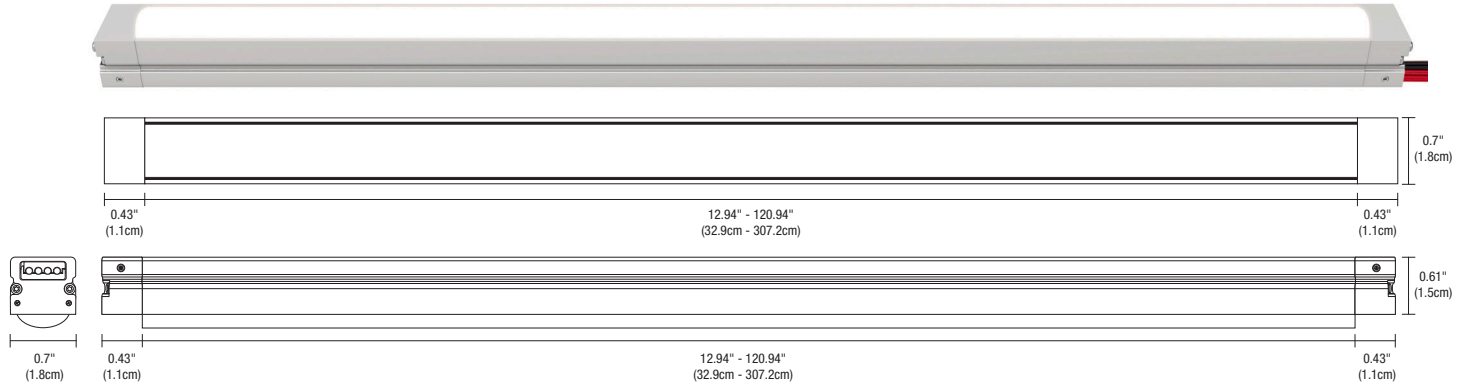 0.7"
(1.8cm)
0.43"
(1.1cm)
12.94" - 120.94"
(32.9cm - 307.2cm)
0.43"
(1.1cm)
0.61"
(1.5cm)
0.7"
(1.8cm)
0.43"
(1.1cm)
12.94" - 120.94"
(32.9cm - 307.2cm)
0.43"
(1.1cm)